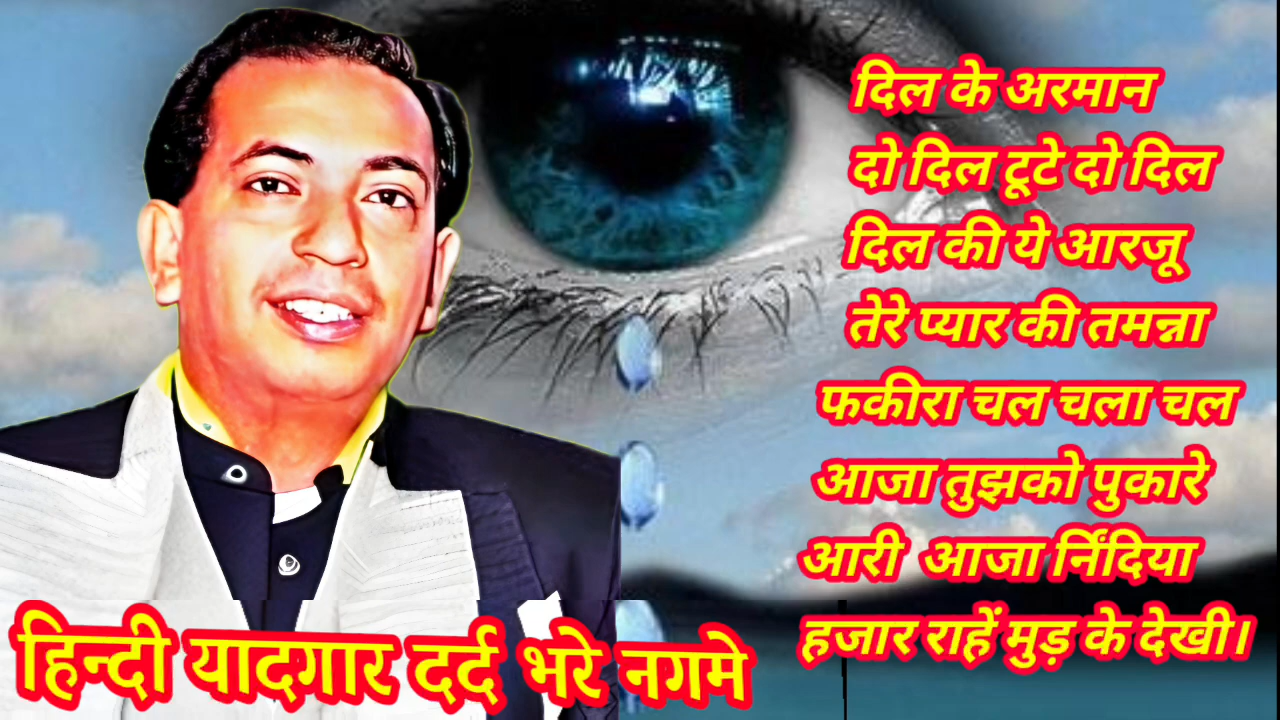 दिल के अरमान
दो दिल टूटे दो दिल
दिल की ये आरजू
तेरे प्यार की तमन्ना
फकीरा चल चला चल
आजा तुझको पुकारे
आरी आजा निंदिया
हजार राहें मुड़ के देखी।
हिन्दी यादगार दर्द भरे नगमे